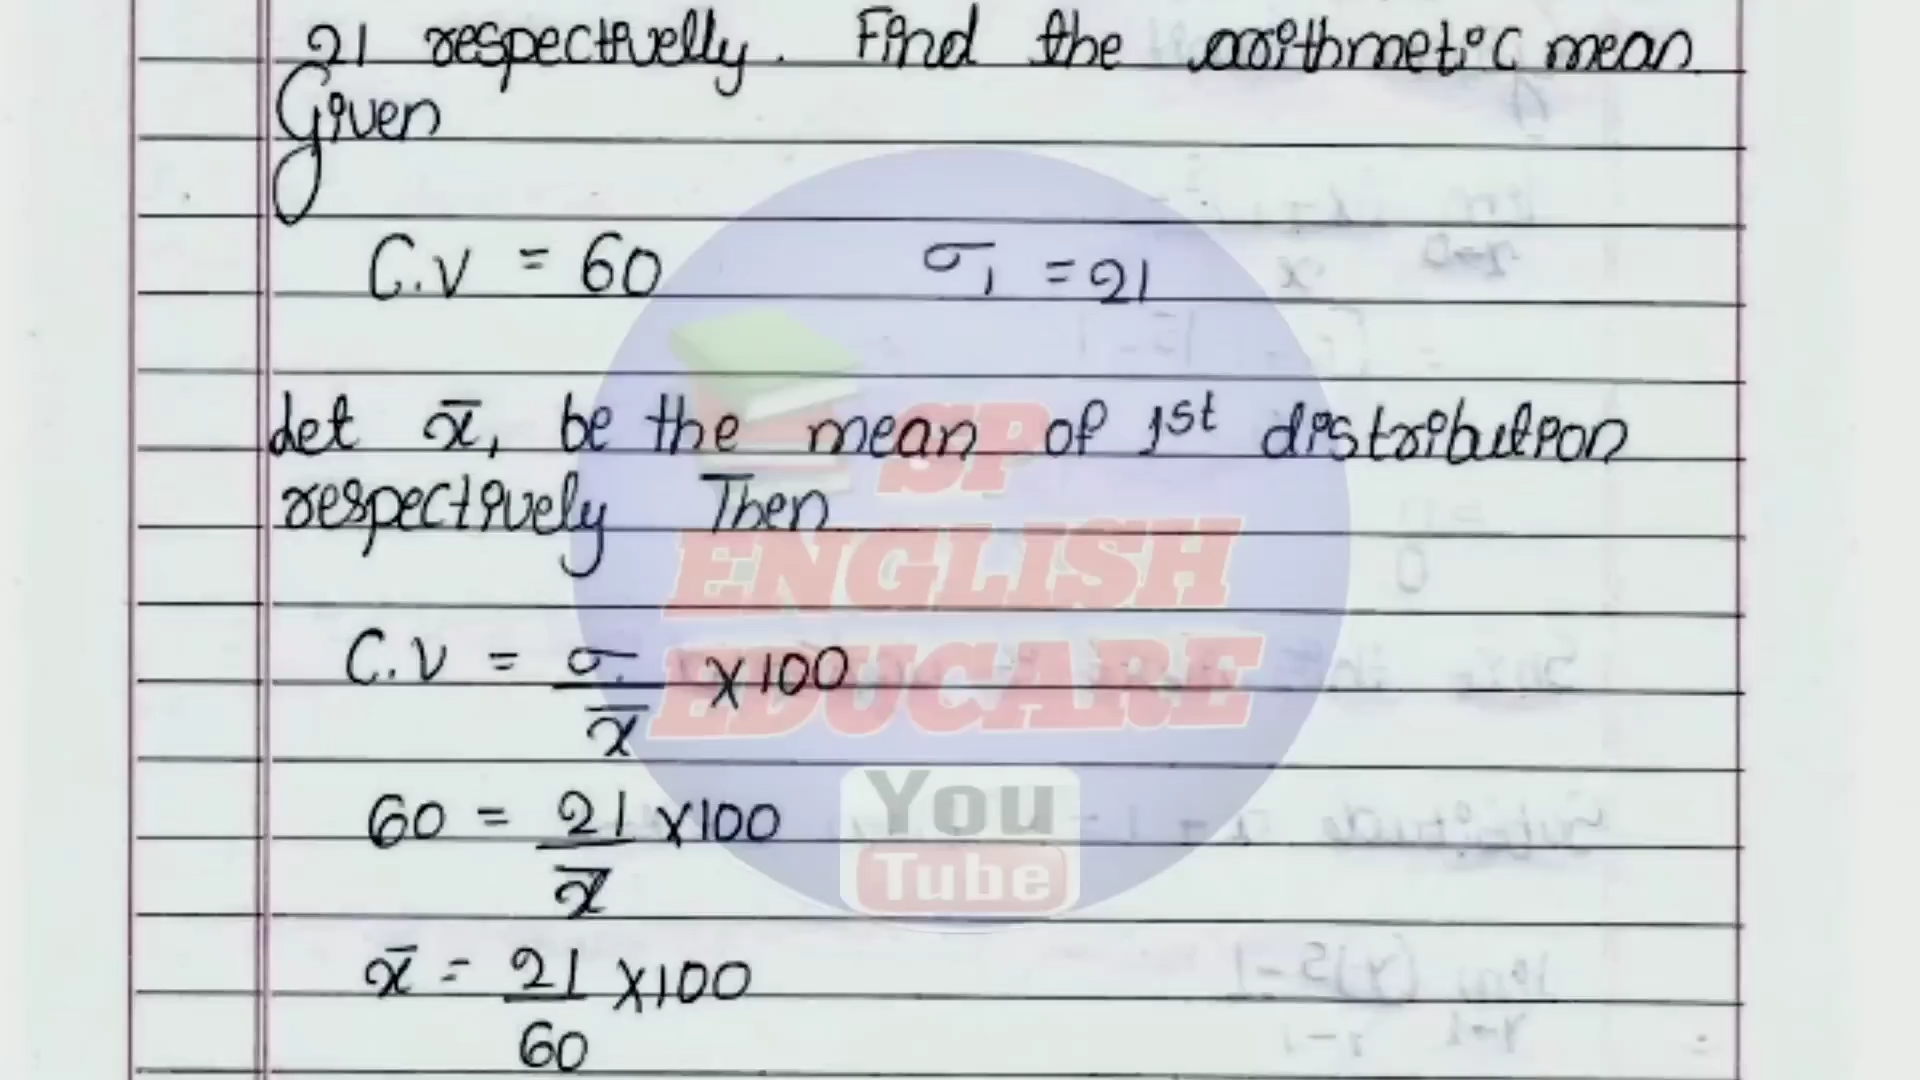 21 respectivelly. Find the arithmetic mean
Given
C.V = 60 σ₁ = 21
Let x̄, be the mean of 1st distribution
respectively Then
C.V = σ/x̄ ×100
60 = 21/x̄ ×100
x̄ = 21/60 ×100
SP
ENGLISH
EDUCARE
You
Tube